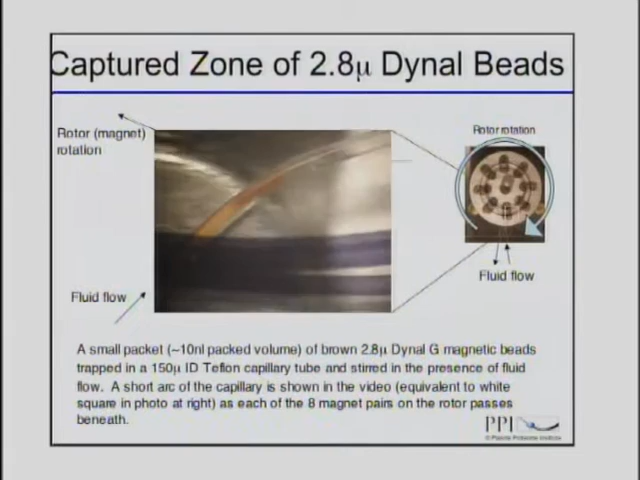 Captured Zone of 2.8μ Dynal Beads
Rotor (magnet)
rotation
Rotor rotation
Fluid flow
Fluid flow
A small packet (~10nl packed volume) of brown 2.8μ Dynal G magnetic beads
trapped in a 150μ ID Teflon capillary tube and stirred in the presence of fluid
flow. A short arc of the capillary is shown in the video (equivalent to white
square in photo at right) as each of the 8 magnet pairs on the rotor passes
beneath.
PPI
© Plasma Proteome Institute